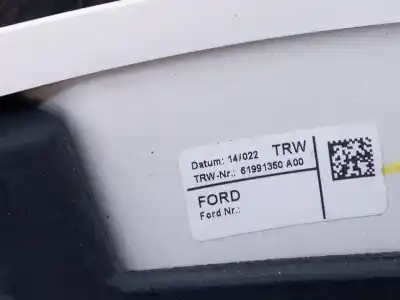 Datum: 14/022 TRW
TRW-Nr.: 61991350 A00
FORD
Ford Nr.: